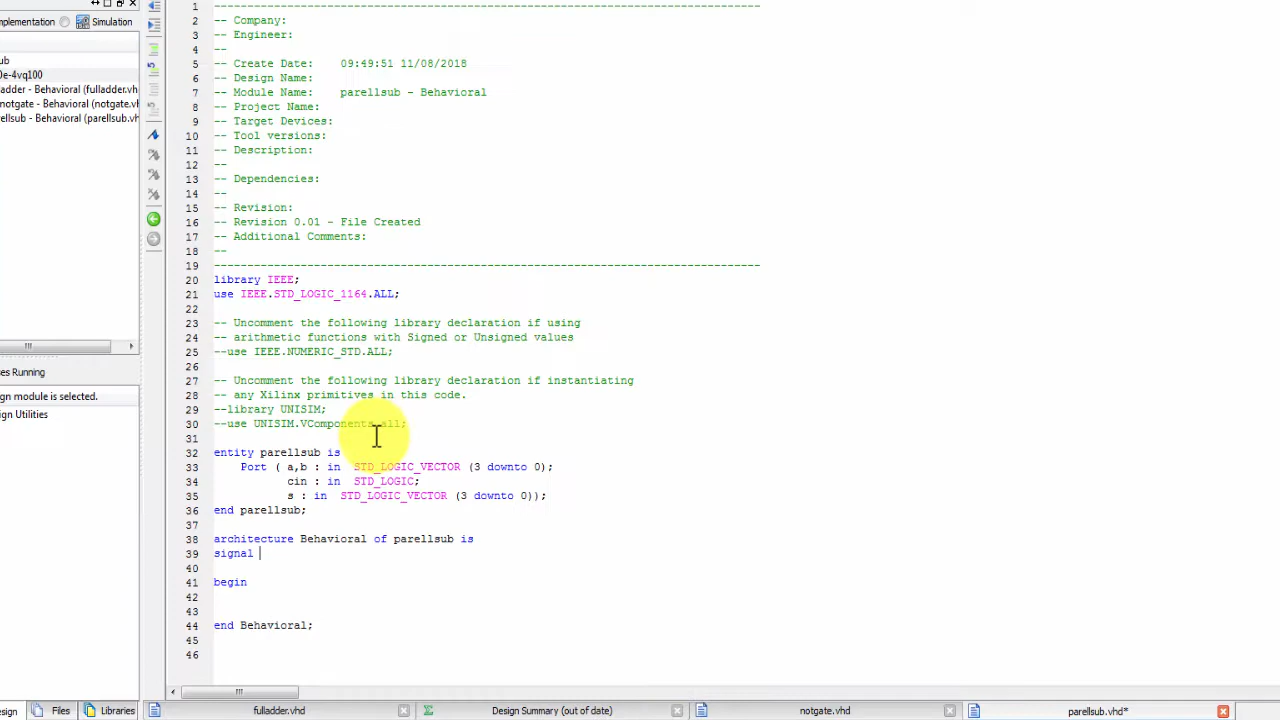 mplementation
Simulation
ub
0e-4vq100
ladder - Behavioral (fulladder.vh
notgate - Behavioral (notgate.vh
rellsub - Behavioral (parellsub.vh
es Running
ign module is selected.
ign Utilities
esign
Files
Libraries
1 --------------------------------------------------------------------------------
2 -- Company:
3 -- Engineer:
4 --
5 -- Create Date:    09:49:51 11/08/2018
6 -- Design Name:
7 -- Module Name:    parellsub - Behavioral
8 -- Project Name:
9 -- Target Devices:
10 -- Tool versions:
11 -- Description:
12 --
13 -- Dependencies:
14 --
15 -- Revision:
16 -- Revision 0.01 - File Created
17 -- Additional Comments:
18 --
19 --------------------------------------------------------------------------------
20 library IEEE;
21 use IEEE.STD_LOGIC_1164.ALL;
22
23 -- Uncomment the following library declaration if using
24 -- arithmetic functions with Signed or Unsigned values
25 --use IEEE.NUMERIC_STD.ALL;
26
27 -- Uncomment the following library declaration if instantiating
28 -- any Xilinx primitives in this code.
29 --library UNISIM;
30 --use UNISIM.VComponents.all;
31
32 entity parellsub is
33     Port ( a,b : in  STD_LOGIC_VECTOR (3 downto 0);
34            cin : in  STD_LOGIC;
35            s : in  STD_LOGIC_VECTOR (3 downto 0));
36 end parellsub;
37
38 architecture Behavioral of parellsub is
39 signal
40
41 begin
42
43
44 end Behavioral;
45
46
fulladder.vhd
Design Summary (out of date)
notgate.vhd
parellsub.vhd*